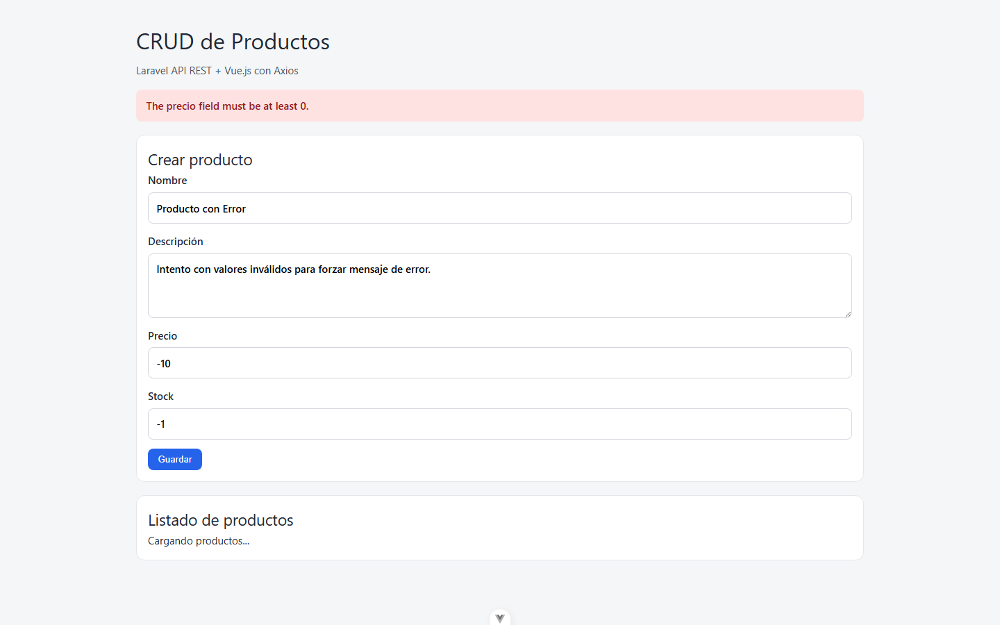 CRUD de Productos
Laravel API REST + Vue.js con Axios
The precio field must be at least 0.
Crear producto
Nombre
Producto con Error
Descripción
Intento con valores inválidos para forzar mensaje de error.
Precio
-10
Stock
-1
Guardar
Listado de productos
Cargando productos...